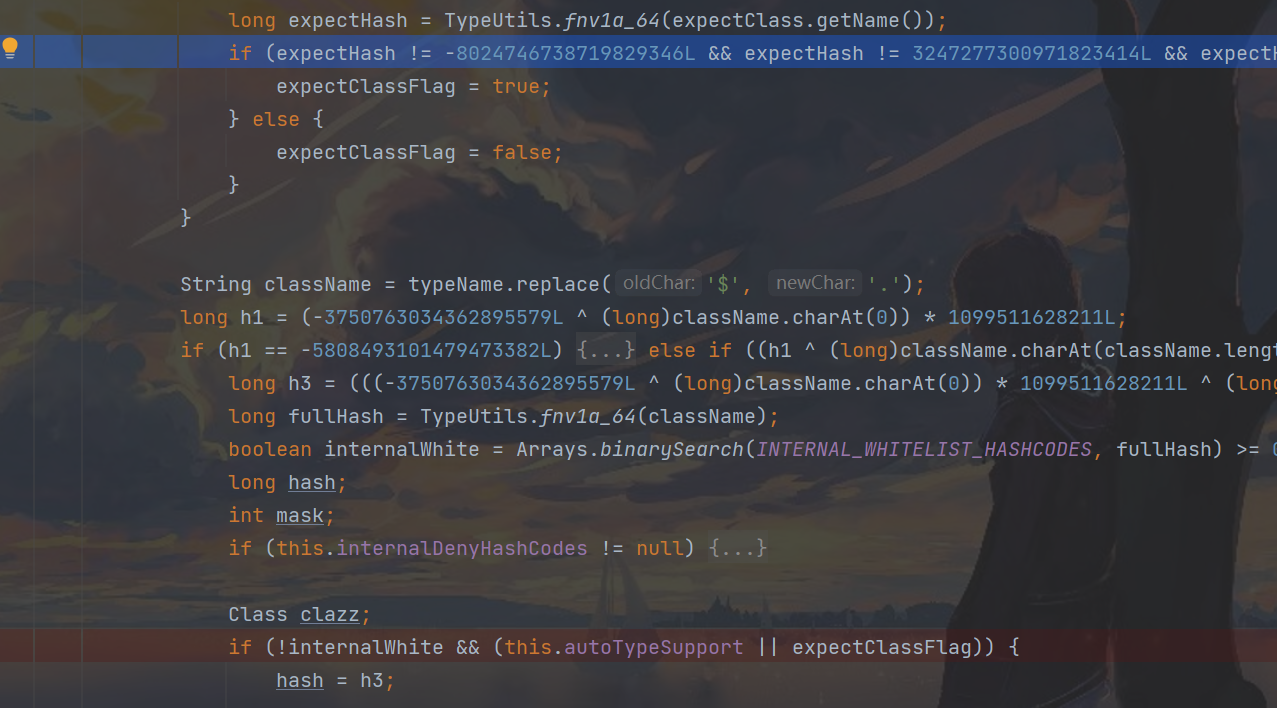 long expectHash = TypeUtils.fnv1a_64(expectClass.getName());
if (expectHash != -8024746738719829346L && expectHash != 3247277300971823414L && expectH
expectClassFlag = true;
} else {
expectClassFlag = false;
}
}
String className = typeName.replace( oldChar: '$', newChar: '.');
long h1 = (-3750763034362895579L ^ (long)className.charAt(0)) * 1099511628211L;
if (h1 == -5808493101479473382L) {...} else if ((h1 ^ (long)className.charAt(className.lengt
long h3 = (((-3750763034362895579L ^ (long)className.charAt(0)) * 1099511628211L ^ (long
long fullHash = TypeUtils.fnv1a_64(className);
boolean internalWhite = Arrays.binarySearch(INTERNAL_WHITELIST_HASHCODES, fullHash) >= 0
long hash;
int mask;
if (this.internalDenyHashCodes != null) {...}
Class clazz;
if (!internalWhite && (this.autoTypeSupport || expectClassFlag)) {
hash = h3;